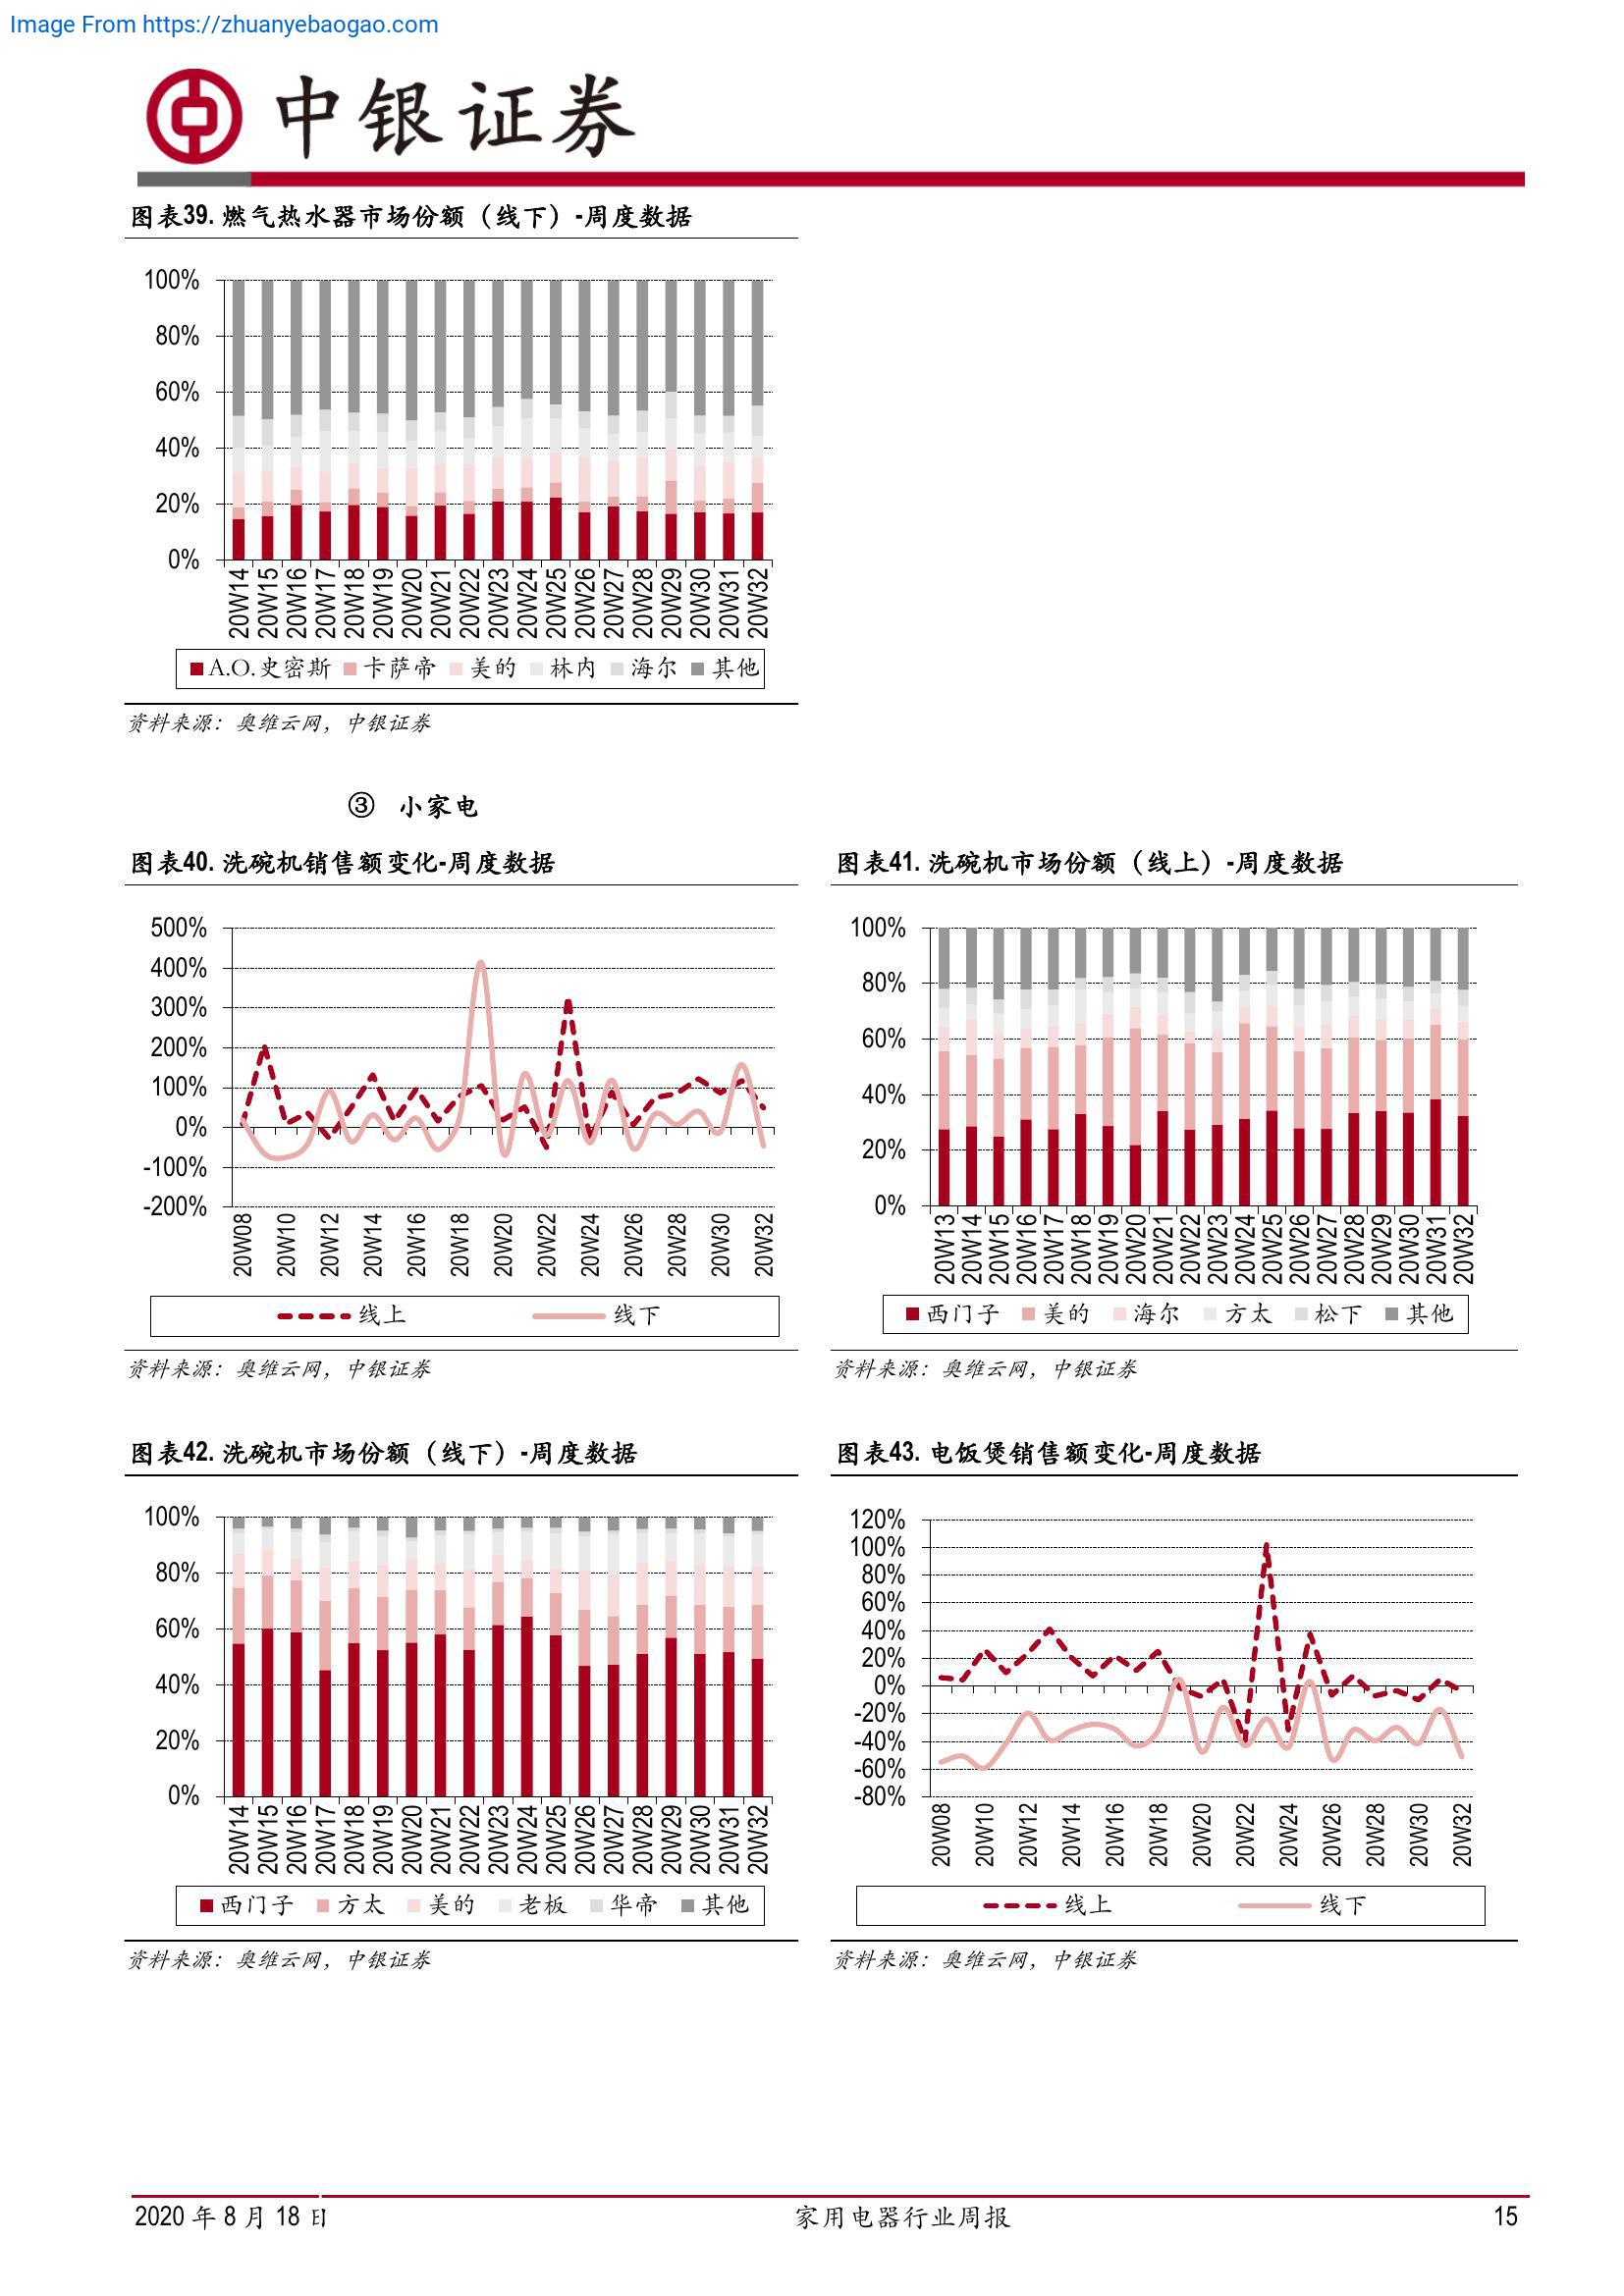 Image From https://zhuanyebaogao.com
中银证券
图表39. 燃气热水器市场份额（线下）-周度数据
100%
80%
60%
40%
20%
0%
20W14 20W15 20W16 20W17 20W18 20W19 20W20 20W21 20W22 20W23 20W24 20W25 20W26 20W27 20W28 20W29 20W30 20W31 20W32
A.O.史密斯 卡萨帝 美的 林内 海尔 其他
资料来源：奥维云网，中银证券
③ 小家电
图表40. 洗碗机销售额变化-周度数据
500%
400%
300%
200%
100%
0%
-100%
-200%
20W08 20W10 20W12 20W14 20W16 20W18 20W20 20W22 20W24 20W26 20W28 20W30 20W32
线上 线下
资料来源：奥维云网，中银证券
图表41. 洗碗机市场份额（线上）-周度数据
100%
80%
60%
40%
20%
0%
20W13 20W14 20W15 20W16 20W17 20W18 20W19 20W20 20W21 20W22 20W23 20W24 20W25 20W26 20W27 20W28 20W29 20W30 20W31 20W32
西门子 美的 海尔 方太 松下 其他
资料来源：奥维云网，中银证券
图表42. 洗碗机市场份额（线下）-周度数据
100%
80%
60%
40%
20%
0%
20W14 20W15 20W16 20W17 20W18 20W19 20W20 20W21 20W22 20W23 20W24 20W25 20W26 20W27 20W28 20W29 20W30 20W31 20W32
西门子 方太 美的 老板 华帝 其他
资料来源：奥维云网，中银证券
图表43. 电饭煲销售额变化-周度数据
120%
100%
80%
60%
40%
20%
0%
-20%
-40%
-60%
-80%
20W08 20W10 20W12 20W14 20W16 20W18 20W20 20W22 20W24 20W26 20W28 20W30 20W32
线上 线下
资料来源：奥维云网，中银证券
2020 年 8 月 18 日 家用电器行业周报 15